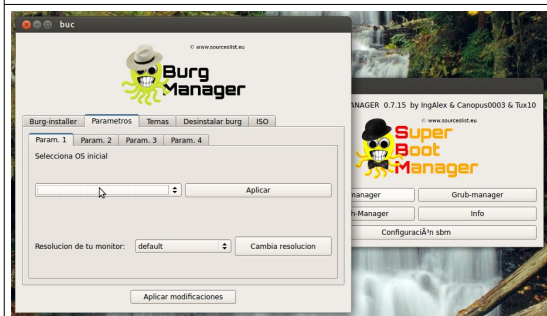 buc
© www.sourceslist.eu
Burg
Manager
Burg-installer Parametros Temas Desinstalar burg ISO
Param. 1 Param. 2 Param. 3 Param. 4
Selecciona OS inicial
Aplicar
Resolucion de tu monitor: default Cambia resolucion
Aplicar modificaciones
ANAGER 0.7.15 by IngAlex & Canopus0003 & Tux10
© www.sourceslist.eu
Super
Boot
Manager
manager Grub-manager
h-Manager Info
ConfiguraciÃ³n sbm